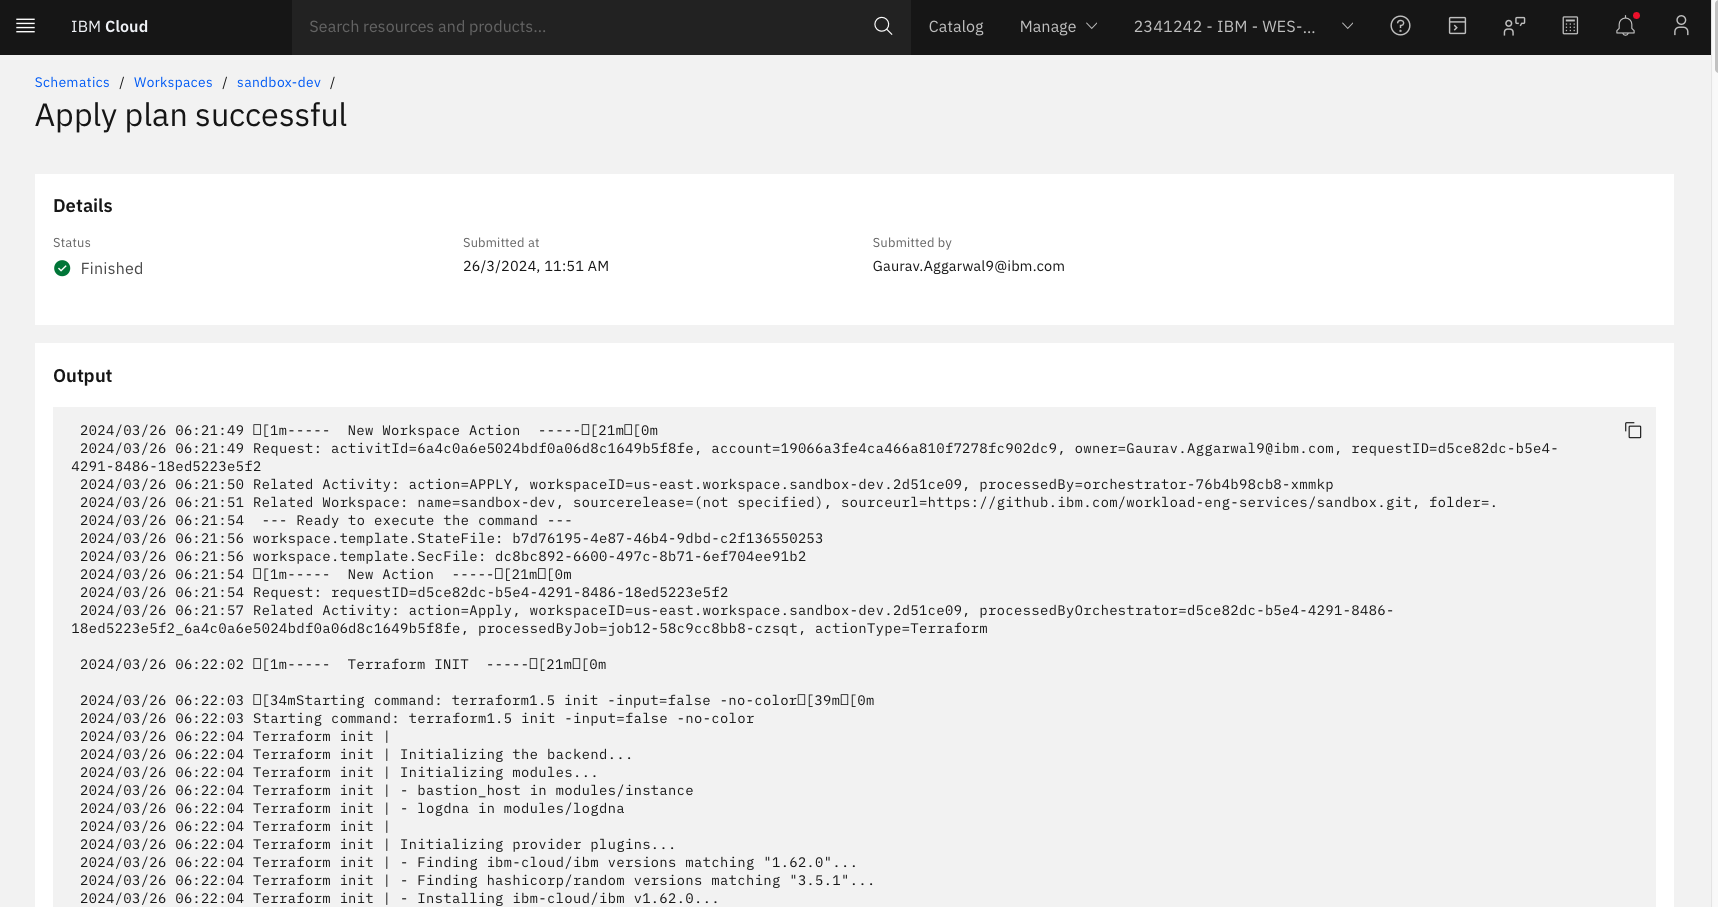 IBM Cloud
Search resources and products...
Catalog
Manage
2341242 - IBM - WES-...
Schematics / Workspaces / sandbox-dev /
Apply plan successful
Details
Status
Submitted at
Submitted by
Finished
26/3/2024, 11:51 AM
Gaurav.Aggarwal9@ibm.com
Output
2024/03/26 06:21:49 □[1m-----  New Workspace Action  -----□[21m□[0m
2024/03/26 06:21:49 Request: activitId=6a4c0a6e5024bdf0a06d8c1649b5f8fe, account=19066a3fe4ca466a810f7278fc902dc9, owner=Gaurav.Aggarwal9@ibm.com, requestID=d5ce82dc-b5e4-
4291-8486-18ed5223e5f2
2024/03/26 06:21:50 Related Activity: action=APPLY, workspaceID=us-east.workspace.sandbox-dev.2d51ce09, processedBy=orchestrator-76b4b98cb8-xmmkp
2024/03/26 06:21:51 Related Workspace: name=sandbox-dev, sourcerelease=(not specified), sourceurl=https://github.ibm.com/workload-eng-services/sandbox.git, folder=.
2024/03/26 06:21:54  --- Ready to execute the command ---
2024/03/26 06:21:56 workspace.template.StateFile: b7d76195-4e87-46b4-9dbd-c2f136550253
2024/03/26 06:21:56 workspace.template.SecFile: dc8bc892-6600-497c-8b71-6ef704ee91b2
2024/03/26 06:21:54 □[1m-----  New Action  -----□[21m□[0m
2024/03/26 06:21:54 Request: requestID=d5ce82dc-b5e4-4291-8486-18ed5223e5f2
2024/03/26 06:21:57 Related Activity: action=Apply, workspaceID=us-east.workspace.sandbox-dev.2d51ce09, processedByOrchestrator=d5ce82dc-b5e4-4291-8486-
18ed5223e5f2_6a4c0a6e5024bdf0a06d8c1649b5f8fe, processedByJob=job12-58c9cc8bb8-czsqt, actionType=Terraform
2024/03/26 06:22:02 □[1m-----  Terraform INIT  -----□[21m□[0m
2024/03/26 06:22:03 □[34mStarting command: terraform1.5 init -input=false -no-color□[39m□[0m
2024/03/26 06:22:03 Starting command: terraform1.5 init -input=false -no-color
2024/03/26 06:22:04 Terraform init |
2024/03/26 06:22:04 Terraform init | Initializing the backend...
2024/03/26 06:22:04 Terraform init | Initializing modules...
2024/03/26 06:22:04 Terraform init | - bastion_host in modules/instance
2024/03/26 06:22:04 Terraform init | - logdna in modules/logdna
2024/03/26 06:22:04 Terraform init |
2024/03/26 06:22:04 Terraform init | Initializing provider plugins...
2024/03/26 06:22:04 Terraform init | - Finding ibm-cloud/ibm versions matching "1.62.0"...
2024/03/26 06:22:04 Terraform init | - Finding hashicorp/random versions matching "3.5.1"...
2024/03/26 06:22:04 Terraform init | - Installing ibm-cloud/ibm v1.62.0...